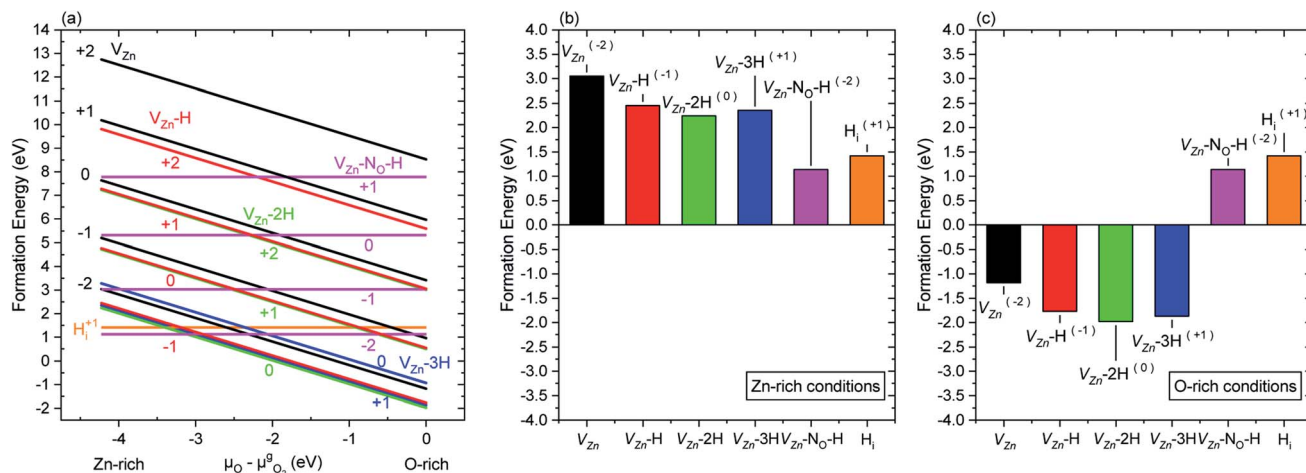 (a)
14
13
12
11
10
9
8
7
6
5
4
3
2
1
0
-1
-2
Formation Energy (eV)
+2 V_Zn
+1
V_Zn-H
+2
0
V_Zn-N_O-H
+1
V_Zn-2H
+1
+2
0
-1
0
+1
-1
-2
H_i^+1
-1
-2
0
0
V_Zn-3H
+1
-4 -3 -2 -1 0
Zn-rich μ_O - μ^g_O2 (eV) O-rich
(b)
4.0
3.5
3.0
2.5
2.0
1.5
1.0
0.5
0.0
-0.5
-1.0
-1.5
-2.0
-2.5
-3.0
-3.5
-4.0
Formation Energy (eV)
V_Zn^(-2)
V_Zn-H^(-1)
V_Zn-2H^(0)
V_Zn-3H^(+1)
V_Zn-N_O-H^(-2)
H_i^(+1)
Zn-rich conditions
V_Zn V_Zn-H V_Zn-2H V_Zn-3H V_Zn-N_O-H H_i
(c)
4.0
3.5
3.0
2.5
2.0
1.5
1.0
0.5
0.0
-0.5
-1.0
-1.5
-2.0
-2.5
-3.0
-3.5
-4.0
Formation Energy (eV)
H_i^(+1)
V_Zn-N_O-H^(-2)
V_Zn^(-2)
V_Zn-H^(-1)
V_Zn-3H^(+1)
V_Zn-2H^(0)
O-rich conditions
V_Zn V_Zn-H V_Zn-2H V_Zn-3H V_Zn-N_O-H H_i